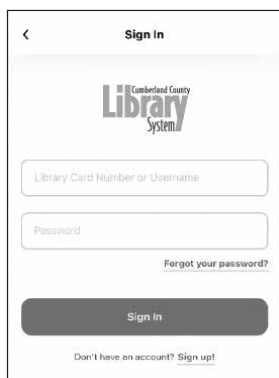 Sign In
Cumberland County
Library
System
Library Card Number or Username
Password
Forgot your password?
Sign In
Don't have an account? Sign up!